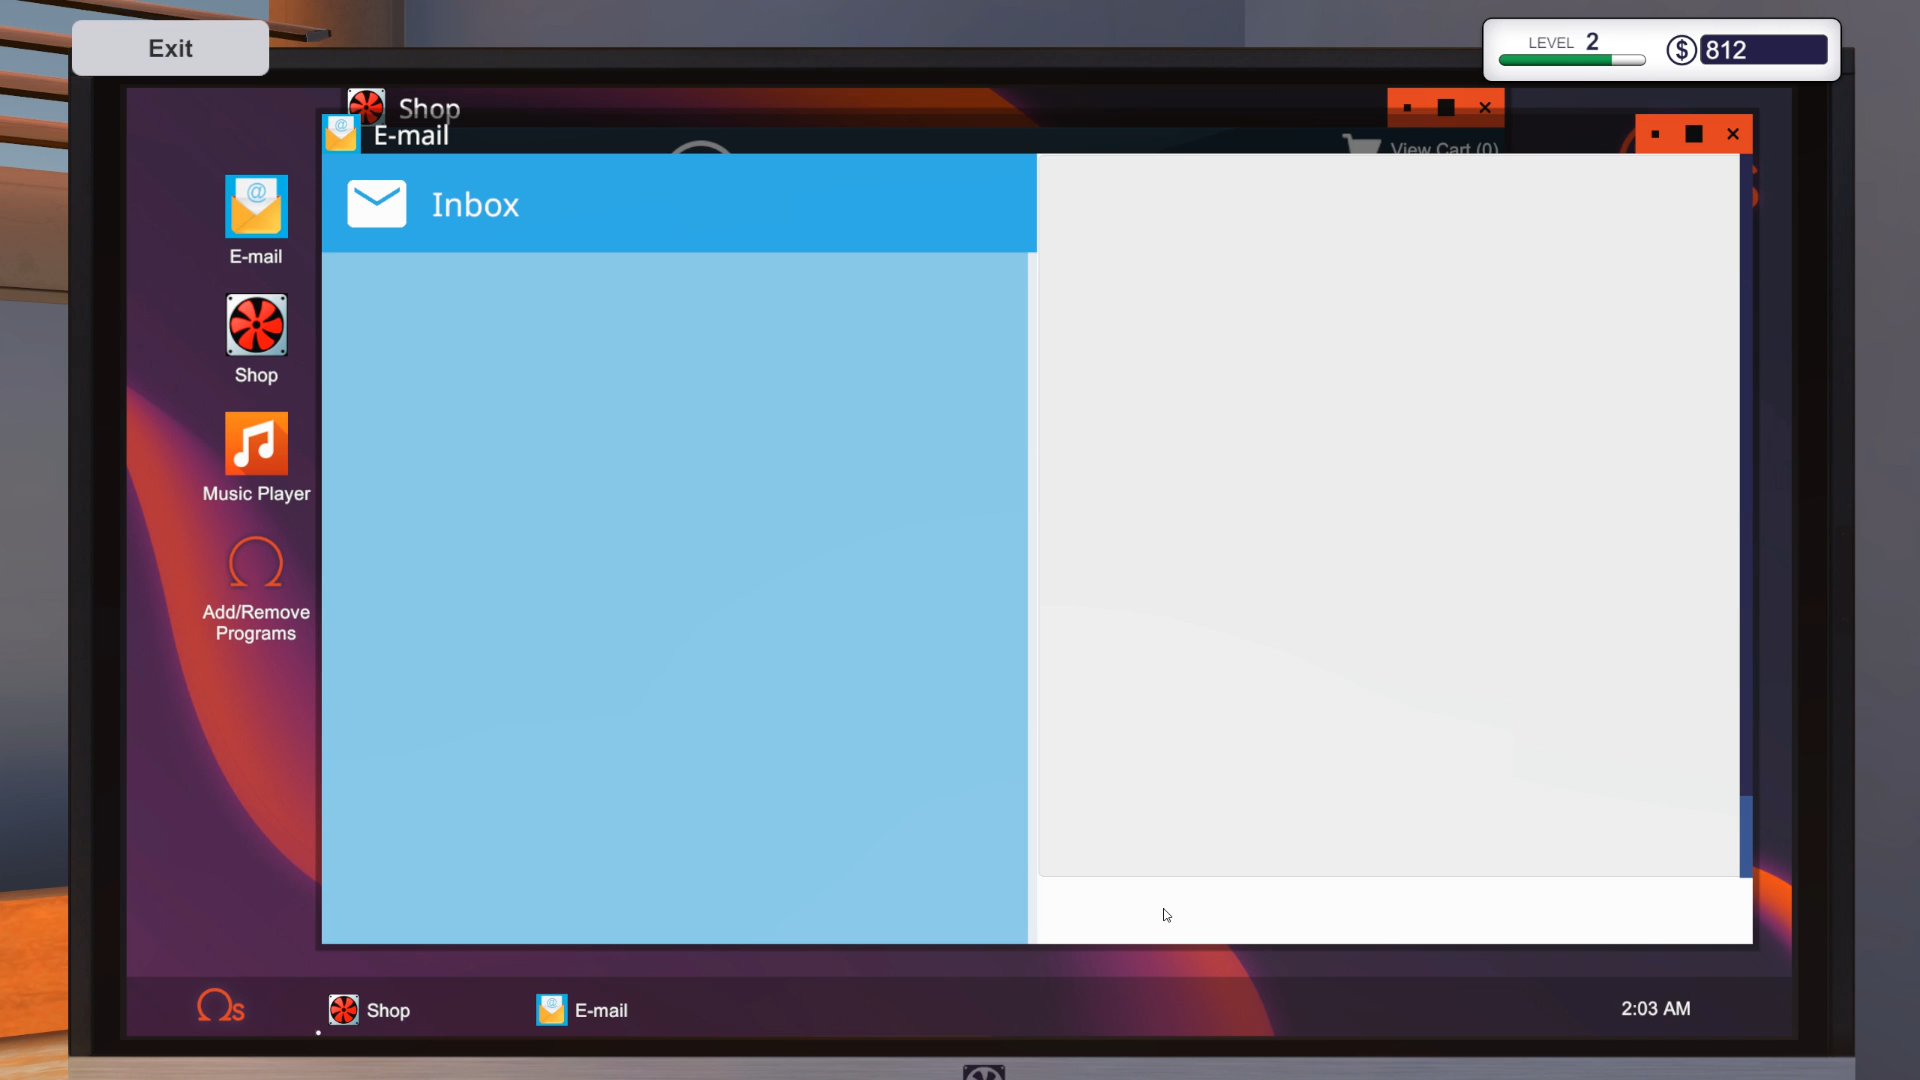 Exit
LEVEL 2
$ 812
Shop
E-mail
View Cart (0)
Inbox
@
E-mail
Shop
Music Player
Add/Remove
Programs
Ωs
Shop
E-mail
2:03 AM